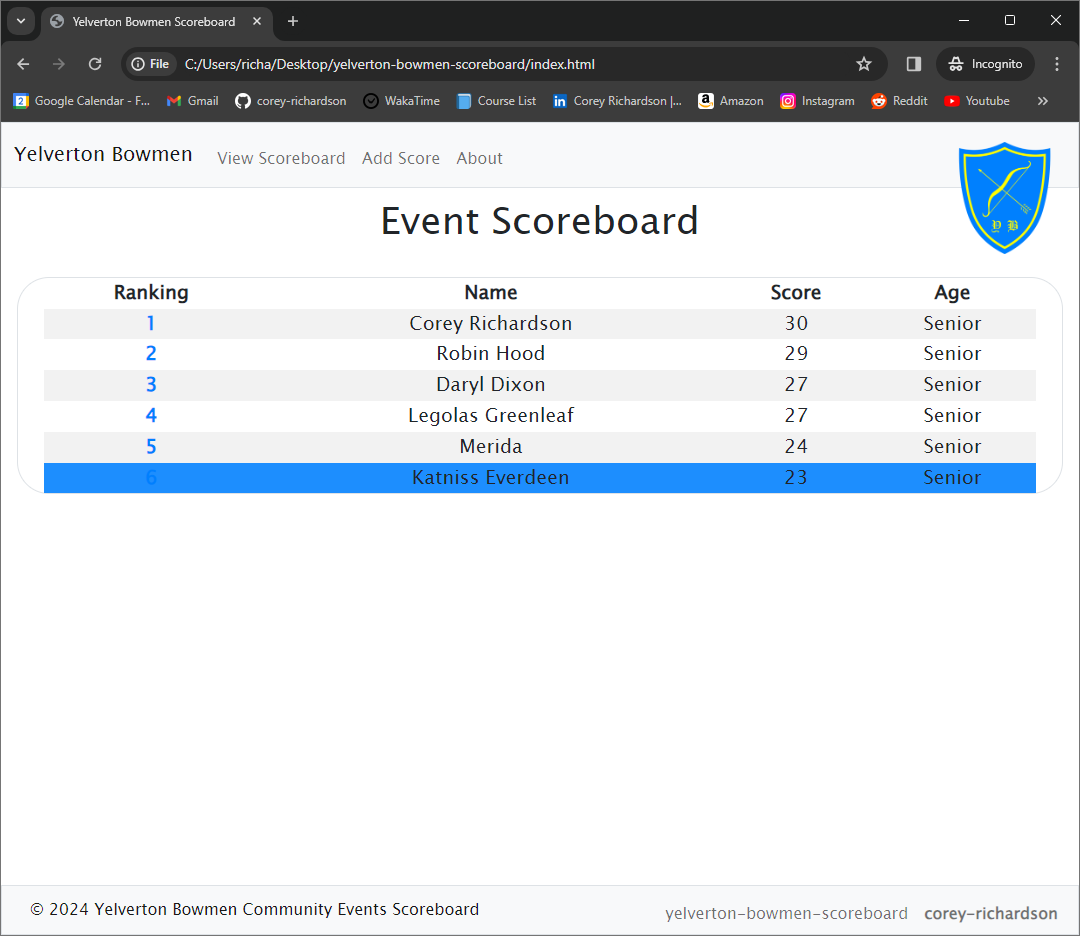 Yelverton Bowmen Scoreboard
File C:/Users/richa/Desktop/yelverton-bowmen-scoreboard/index.html Incognito
2 Google Calendar - F... Gmail corey-richardson WakaTime Course List in Corey Richardson |... a Amazon Instagram Reddit Youtube
Yelverton Bowmen View Scoreboard Add Score About
Y B
Event Scoreboard
Ranking Name Score Age
1 Corey Richardson 30 Senior
2 Robin Hood 29 Senior
3 Daryl Dixon 27 Senior
4 Legolas Greenleaf 27 Senior
5 Merida 24 Senior
6 Katniss Everdeen 23 Senior
© 2024 Yelverton Bowmen Community Events Scoreboard yelverton-bowmen-scoreboard corey-richardson